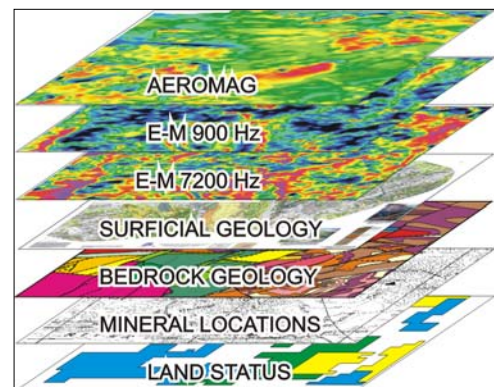 AEROMAG
E-M 900 Hz
E-M 7200 Hz
SURFICIAL GEOLOGY
BEDROCK GEOLOGY
MINERAL LOCATIONS
LAND STATUS